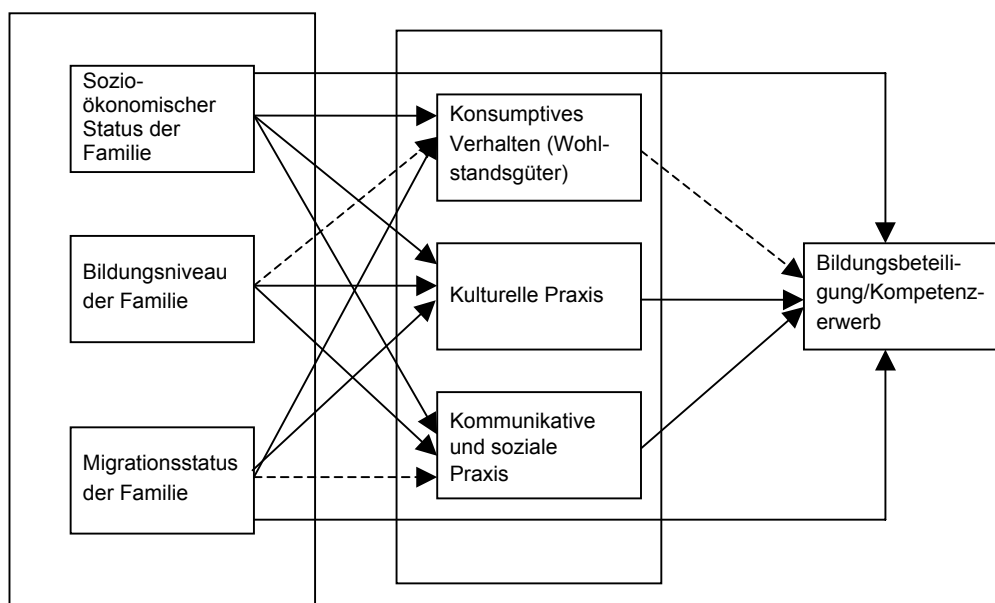 Sozio-
ökonomischer
Status der
Familie
Bildungsniveau
der Familie
Migrationsstatus
der Familie
Konsumptives
Verhalten (Wohl-
standsgüter)
Kulturelle Praxis
Kommunikative
und soziale
Praxis
Bildungsbeteili-
gung/Kompetenz-
erwerb